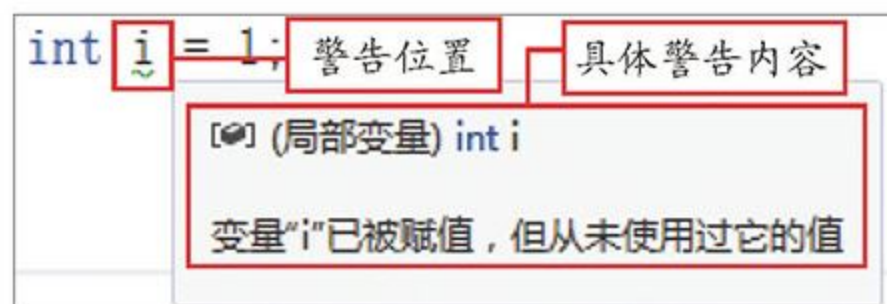 int i = 1;
警告位置
具体警告内容
(局部变量) int i
变量“i”已被赋值，但从未使用过它的值